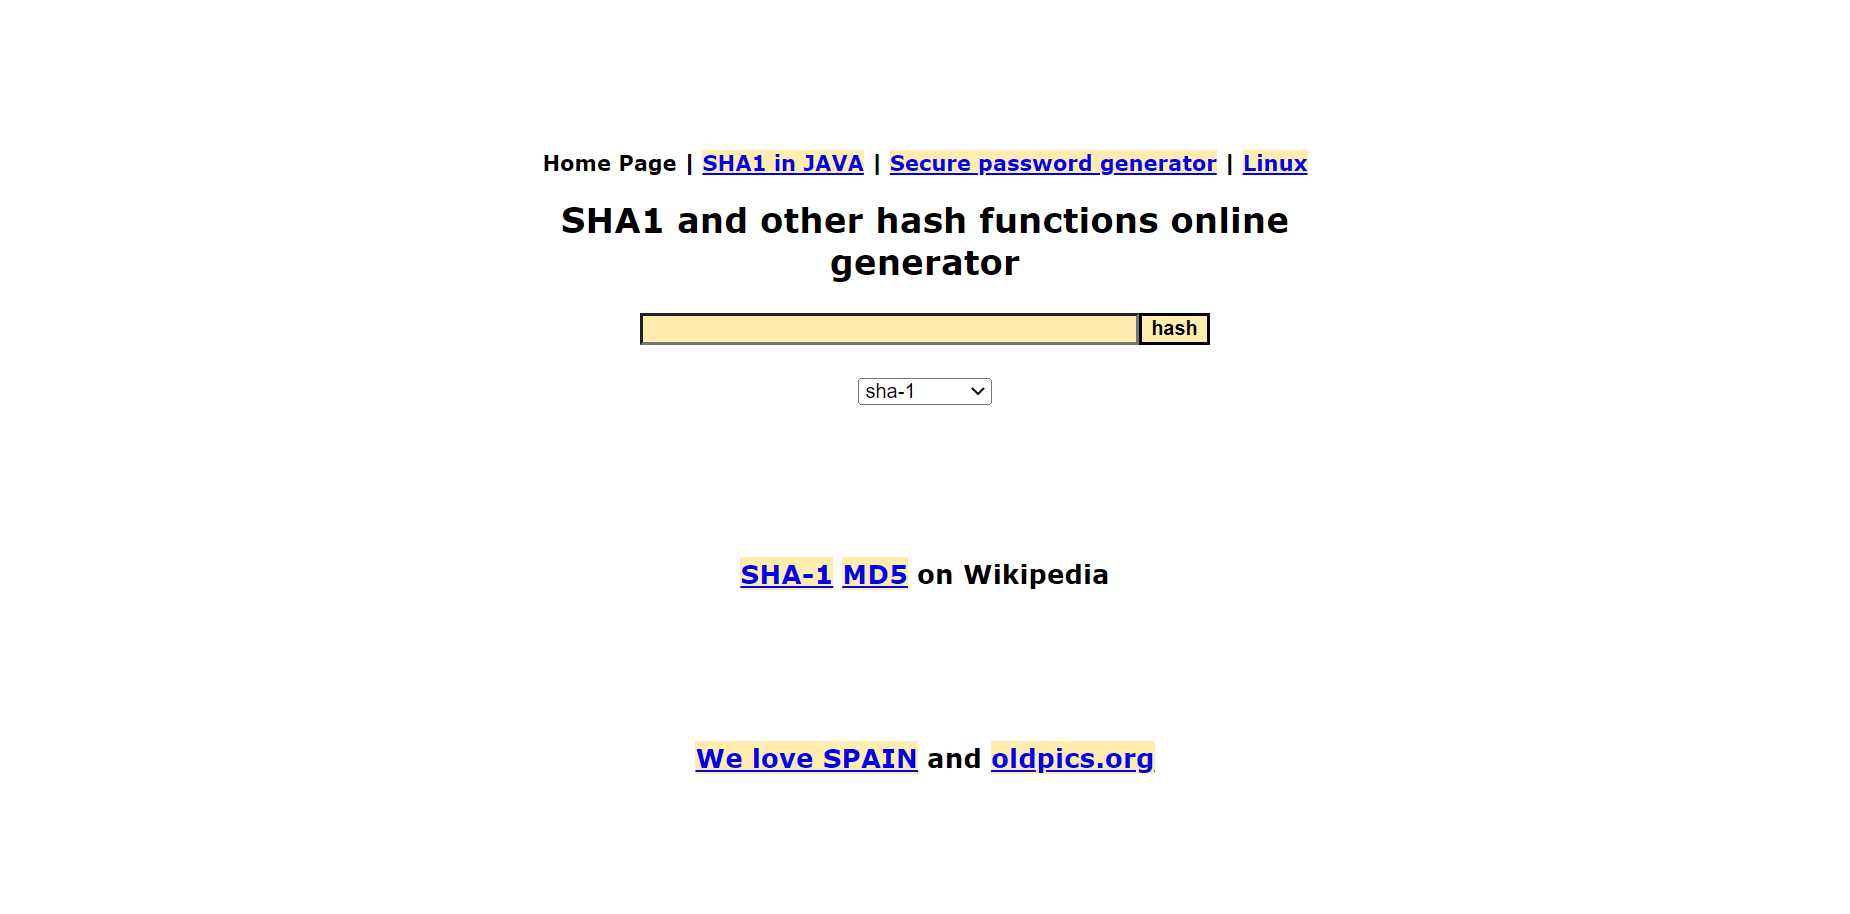 Home Page | SHA1 in JAVA | Secure password generator | Linux
SHA1 and other hash functions online
generator
hash
sha-1
SHA-1 MD5 on Wikipedia
We love SPAIN and oldpics.org